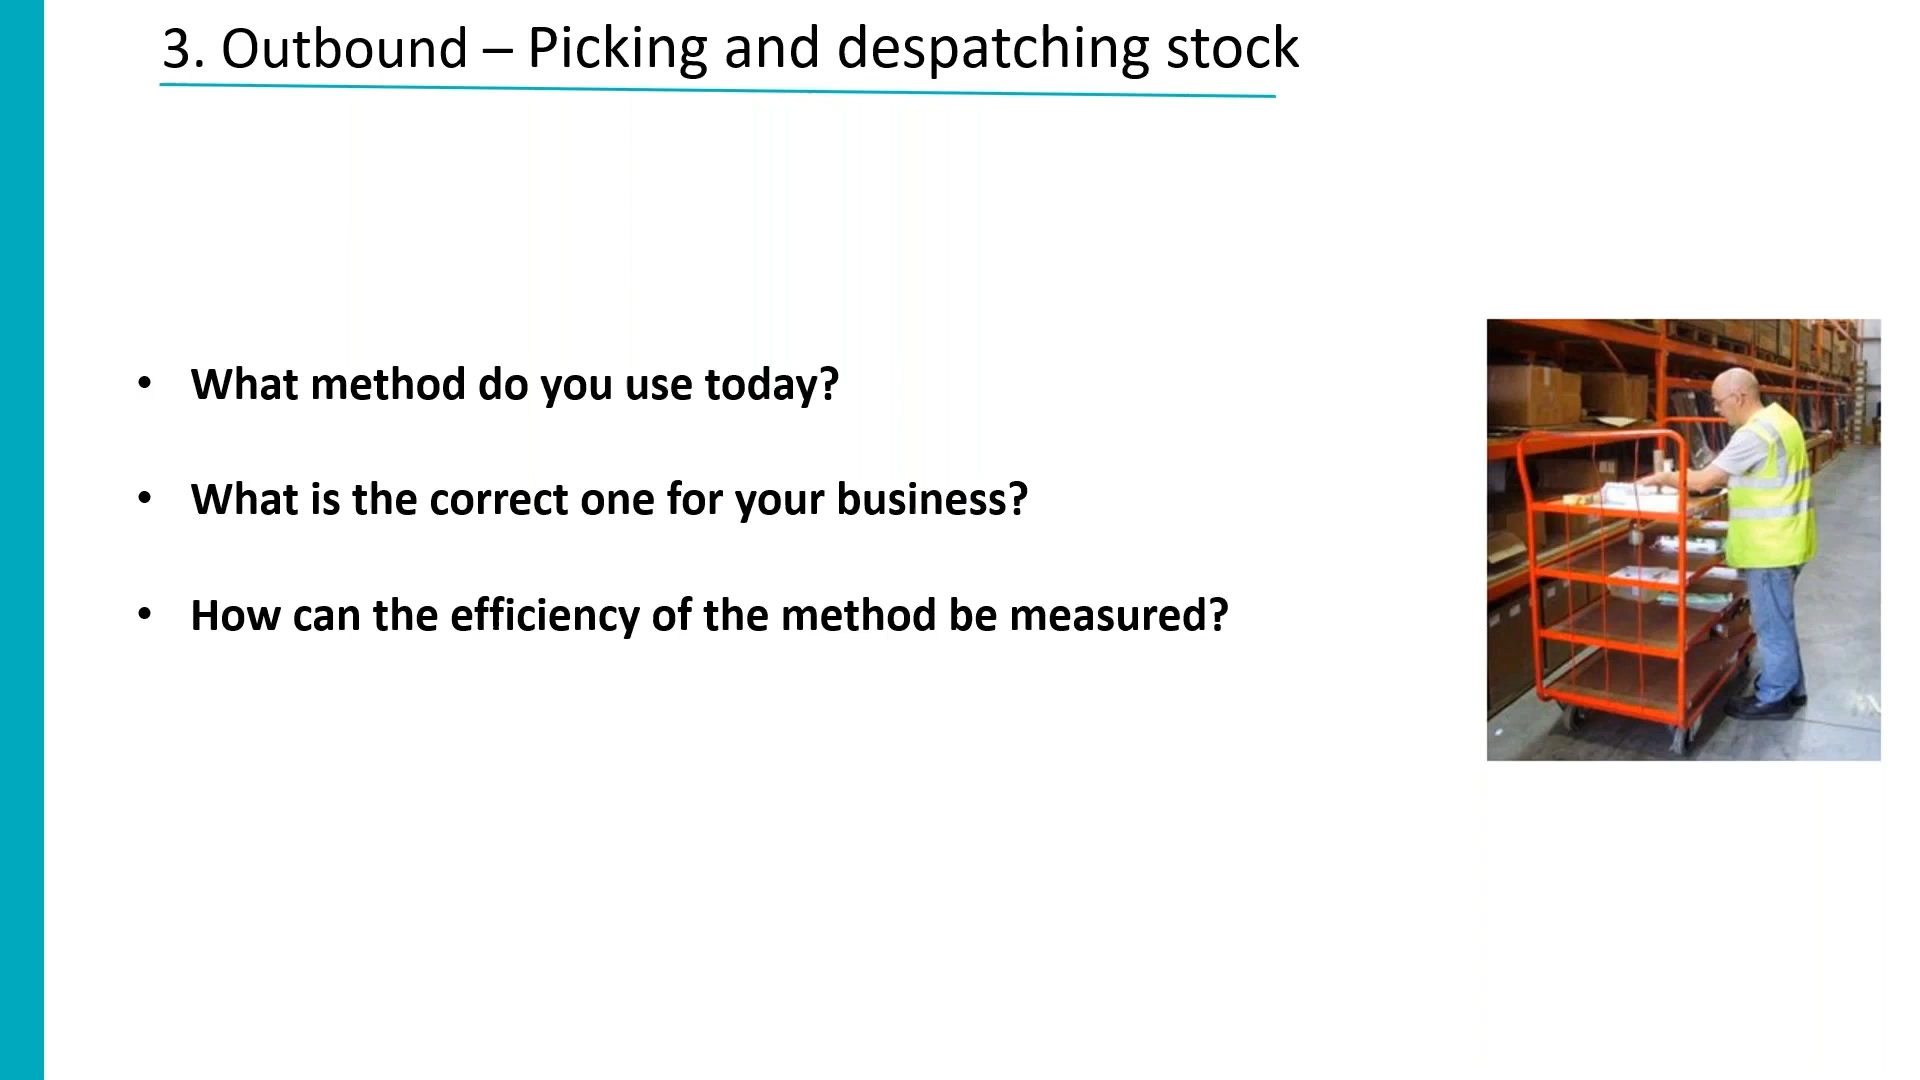 3. Outbound – Picking and despatching stock
• What method do you use today?
• What is the correct one for your business?
• How can the efficiency of the method be measured?